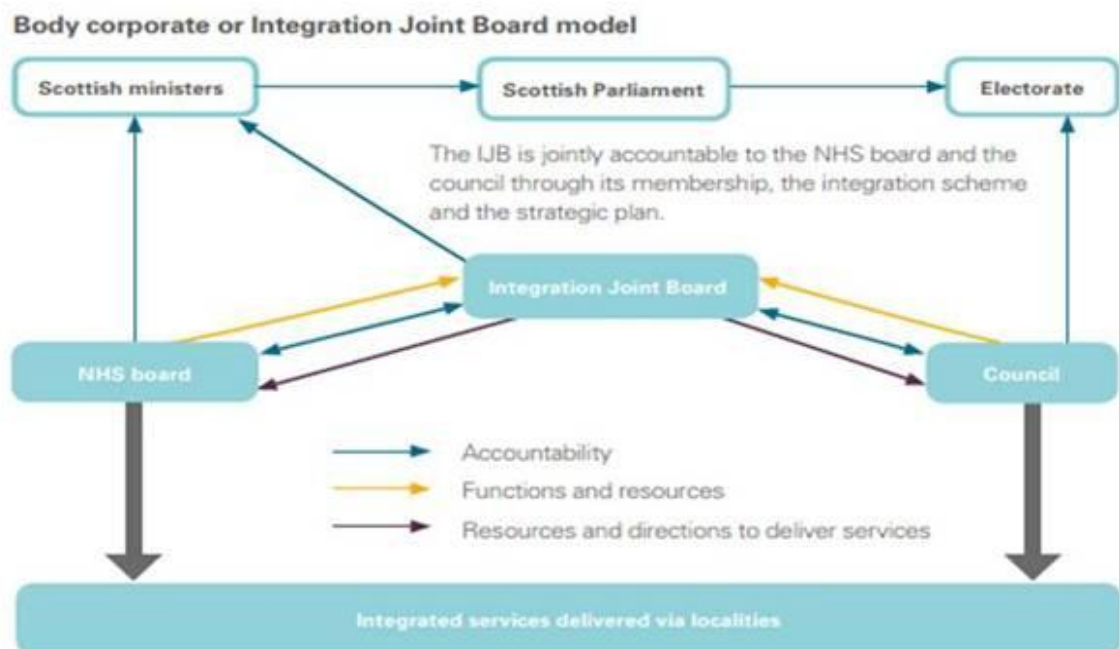 Body corporate or Integration Joint Board model
Scottish ministers
Scottish Parliament
Electorate
The IJB is jointly accountable to the NHS board and the
council through its membership, the integration scheme
and the strategic plan.
Integration Joint Board
NHS board
Council
Accountability
Functions and resources
Resources and directions to deliver services
Integrated services delivered via localities